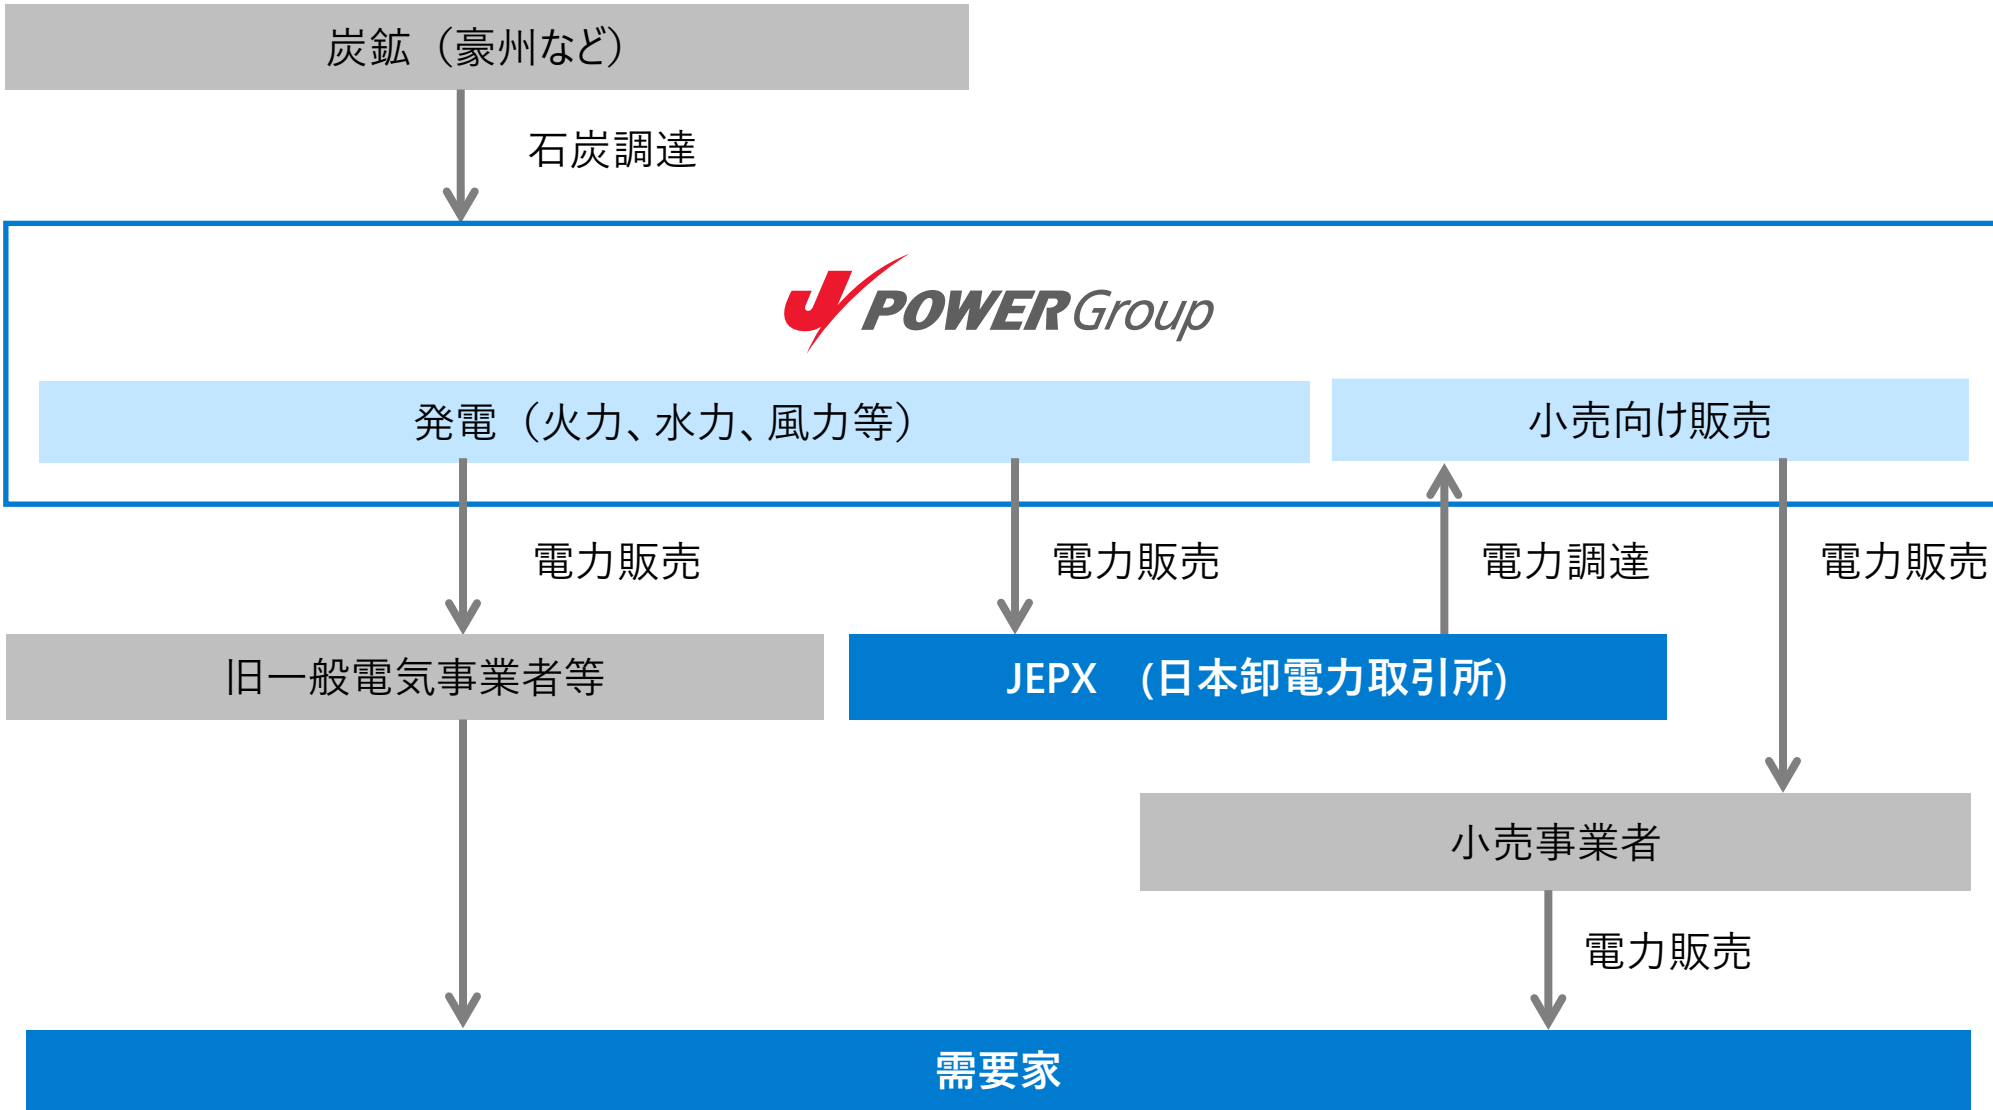 炭鉱（豪州など）
石炭調達
J POWER Group
発電（火力、水力、風力等）
小売向け販売
電力販売
電力販売
電力調達
電力販売
旧一般電気事業者等
JEPX　(日本卸電力取引所)
小売事業者
電力販売
需要家